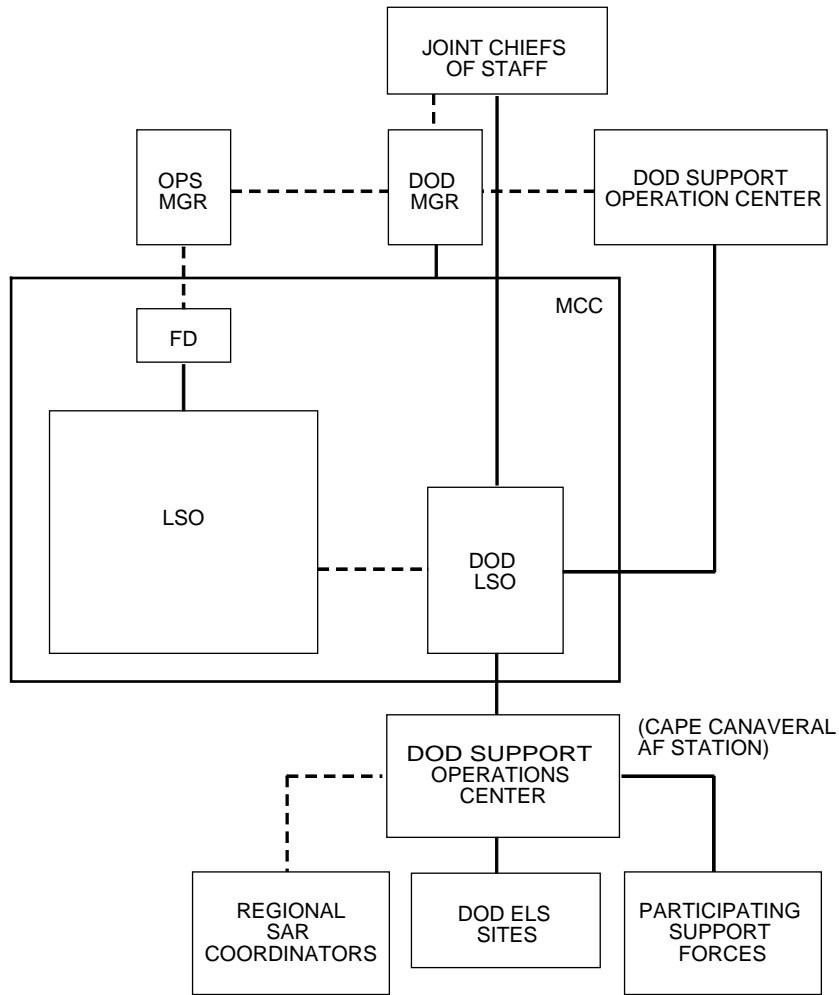 JOINT CHIEFS
OF STAFF
OPS
MGR
DOD
MGR
DOD SUPPORT
OPERATION CENTER
MCC
FD
LSO
DOD
LSO
DOD SUPPORT
OPERATIONS
CENTER
(CAPE CANAVERAL
AF STATION)
REGIONAL
SAR
COORDINATORS
DOD ELS
SITES
PARTICIPATING
SUPPORT
FORCES